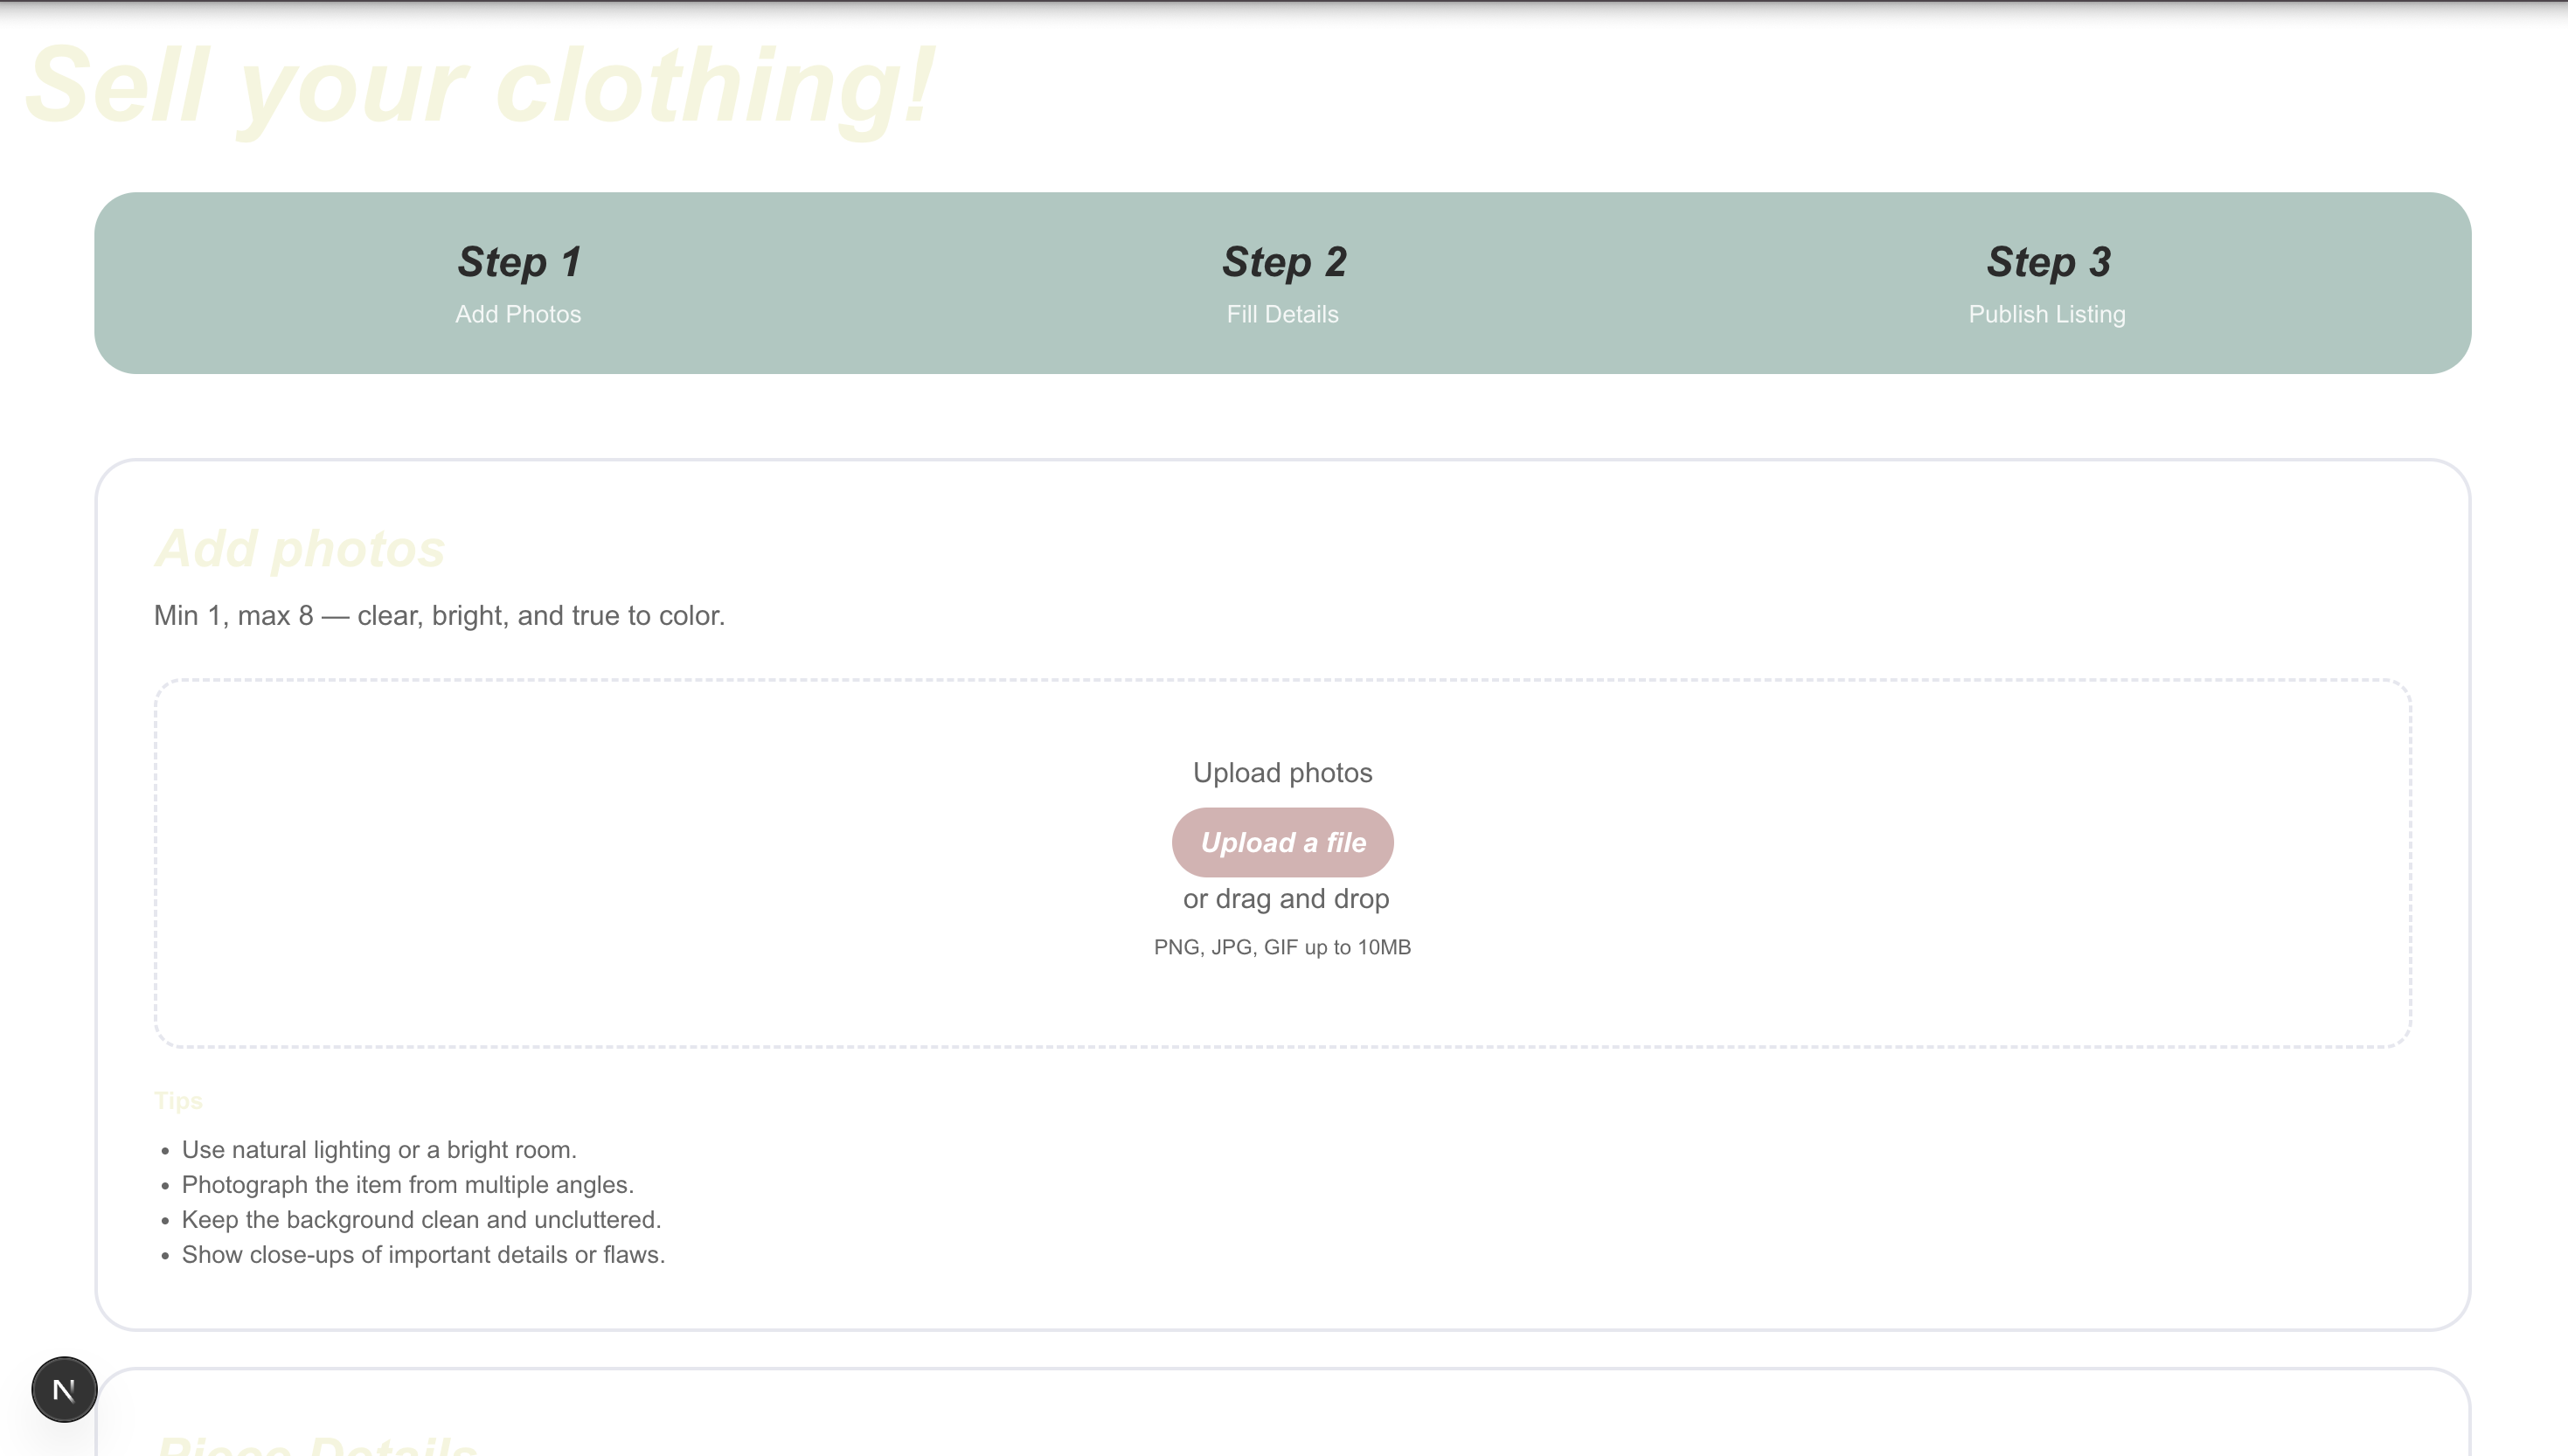 Sell your clothing!
Step 1
Add Photos
Step 2
Fill Details
Step 3
Publish Listing
Add photos
Min 1, max 8 — clear, bright, and true to color.
Upload photos
Upload a file
or drag and drop
PNG, JPG, GIF up to 10MB
Tips
• Use natural lighting or a bright room.
• Photograph the item from multiple angles.
• Keep the background clean and uncluttered.
• Show close-ups of important details or flaws.
N
Piece Details